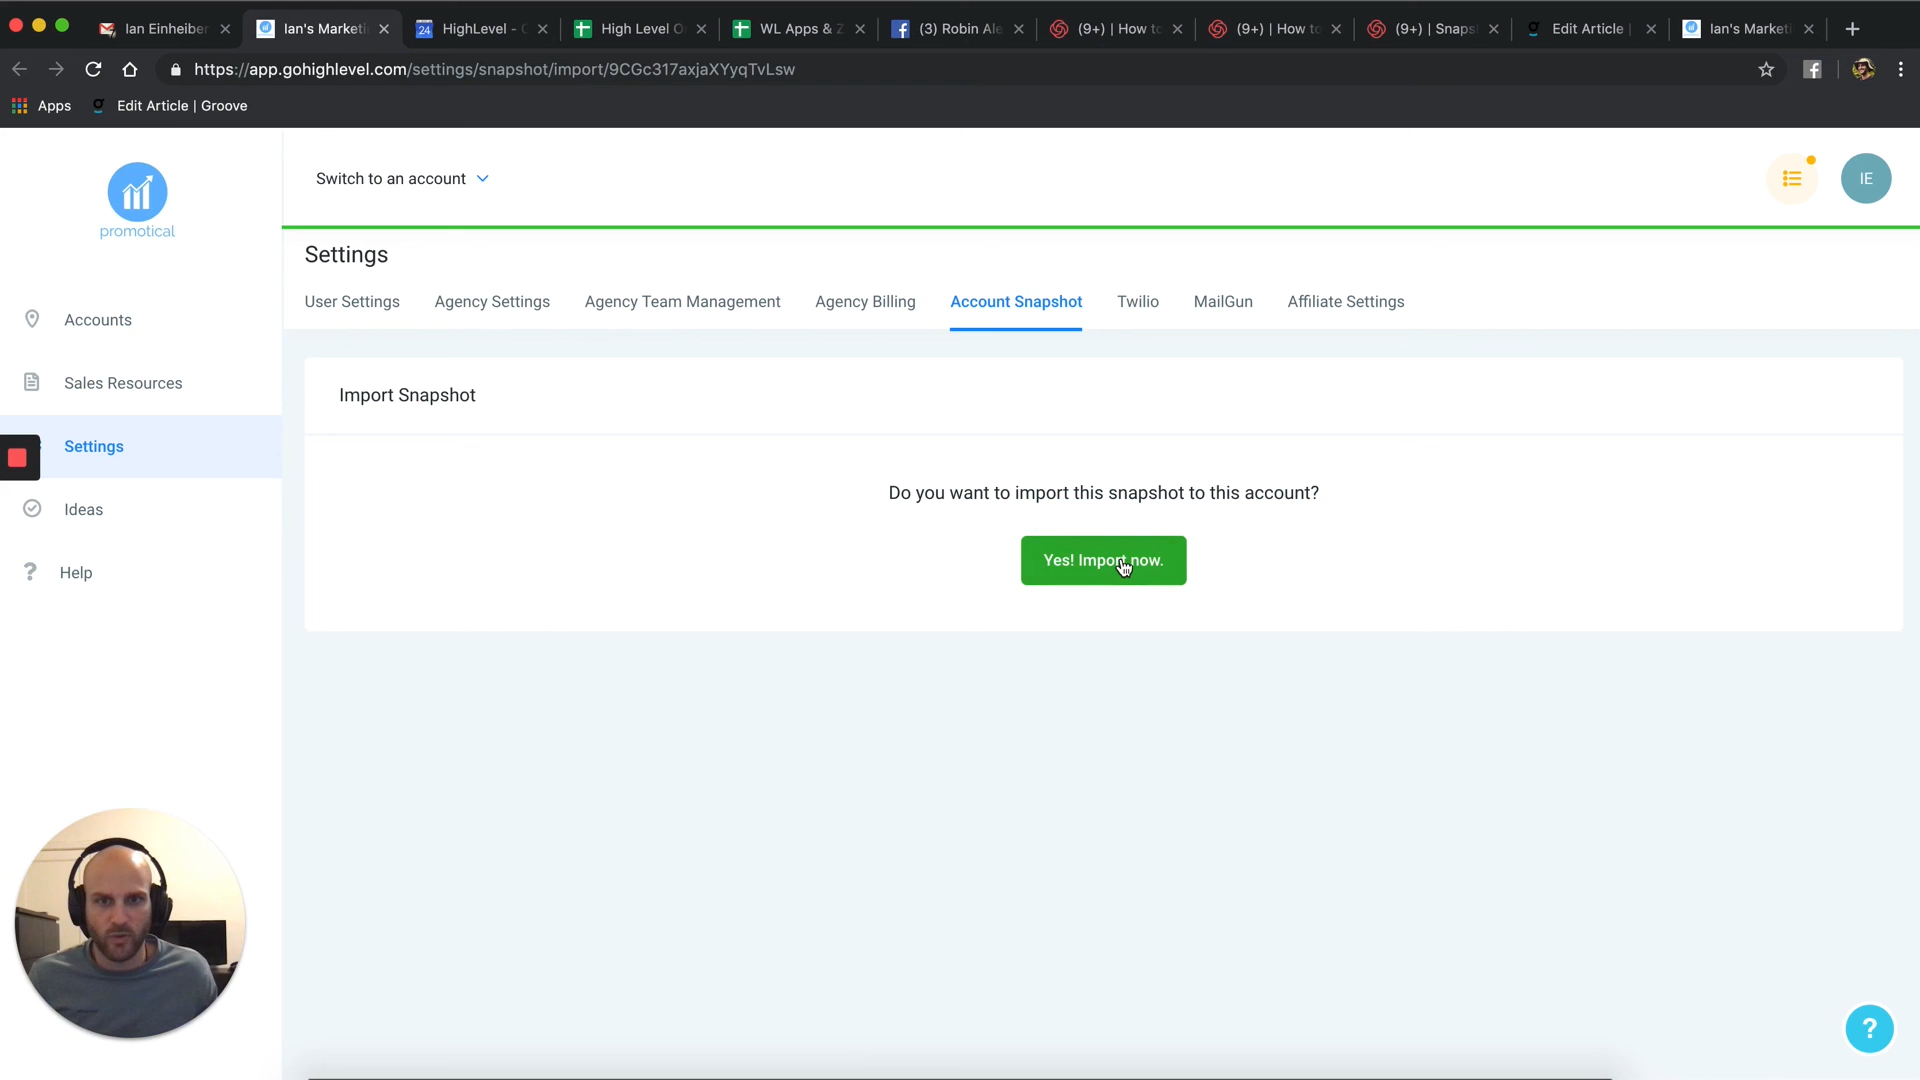 Ian Einheiber
Ian's Marketi
24
HighLevel - C
High Level O
WL Apps & Z
(3) Robin Ale
(9+) | How to
(9+) | How to
(9+) | Snaps
Edit Article |
Ian's Marketi
https://app.gohighlevel.com/settings/snapshot/import/9CGc317axjaXYyqTvLsw
Apps
Edit Article | Groove
promotical
Switch to an account
IE
Settings
User Settings
Agency Settings
Agency Team Management
Agency Billing
Account Snapshot
Twilio
MailGun
Affiliate Settings
Accounts
Sales Resources
Settings
Ideas
? Help
Import Snapshot
Do you want to import this snapshot to this account?
Yes! Import now.
?